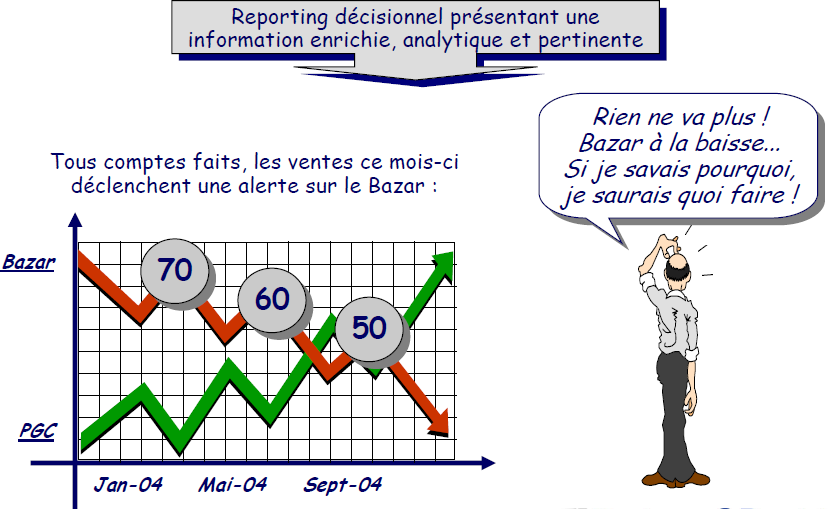 Reporting décisionnel présentant une
information enrichie, analytique et pertinente
Rien ne va plus !
Bazar à la baisse...
Si je savais pourquoi,
je saurais quoi faire !
Tous comptes faits, les ventes ce mois-ci
déclenchent une alerte sur le Bazar :
Bazar
70
60
50
PGC
Jan-04 Mai-04 Sept-04